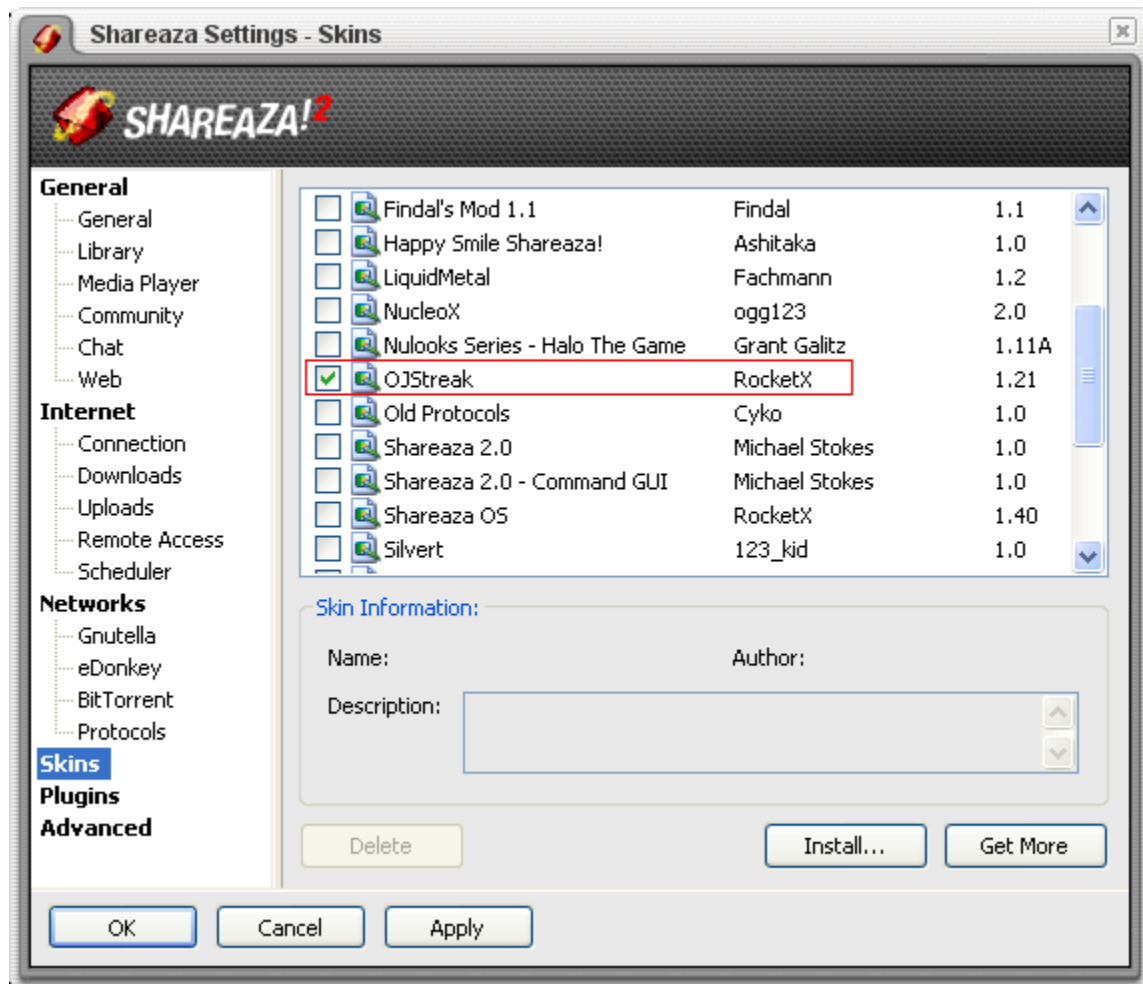 Shareaza Settings - Skins
SHAREAZA!2
General
General
Library
Media Player
Community
Chat
Web
Internet
Connection
Downloads
Uploads
Remote Access
Scheduler
Networks
Gnutella
eDonkey
BitTorrent
Protocols
Skins
Plugins
Advanced
Findal's Mod 1.1 Findal 1.1
Happy Smile Shareaza! Ashitaka 1.0
LiquidMetal Fachmann 1.2
NucleoX ogg123 2.0
Nulooks Series - Halo The Game Grant Galitz 1.11A
OJStreak RocketX 1.21
Old Protocols Cyko 1.0
Shareaza 2.0 Michael Stokes 1.0
Shareaza 2.0 - Command GUI Michael Stokes 1.0
Shareaza OS RocketX 1.40
Silvert 123_kid 1.0
Skin Information:
Name: Author:
Description:
Delete Install... Get More
OK Cancel Apply